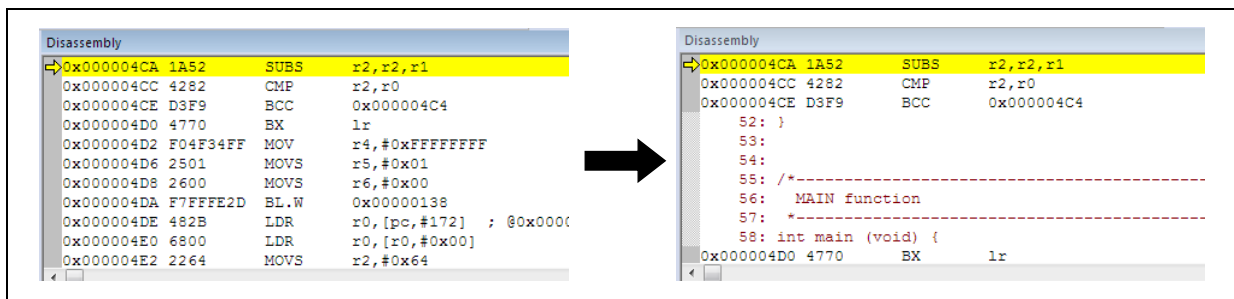 Disassembly
0x000004CA 1A52 SUBS r2,r2,r1
0x000004CC 4282 CMP r2,r0
0x000004CE D3F9 BCC 0x000004C4
0x000004D0 4770 BX lr
0x000004D2 F04F34FF MOV r4,#0xFFFFFFFF
0x000004D6 2501 MOVS r5,#0x01
0x000004D8 2600 MOVS r6,#0x00
0x000004DA F7FFFE2D BL.W 0x00000138
0x000004DE 482B LDR r0,[pc,#172] ; @0x0000
0x000004E0 6800 LDR r0,[r0,#0x00]
0x000004E2 2264 MOVS r2,#0x64
Disassembly
0x000004CA 1A52 SUBS r2,r2,r1
0x000004CC 4282 CMP r2,r0
0x000004CE D3F9 BCC 0x000004C4
52: }
53:
54:
55: /*----------------------------------------
56: MAIN function
57: *----------------------------------------
58: int main (void) {
0x000004D0 4770 BX lr